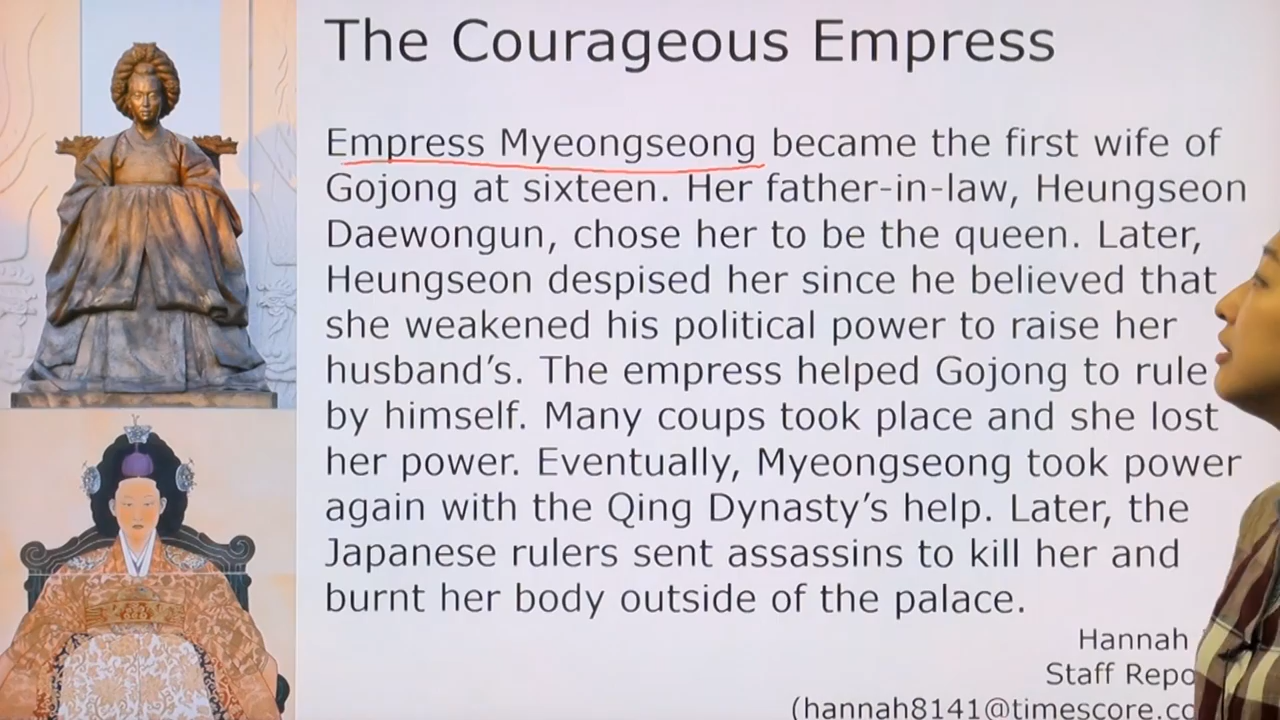 The Courageous Empress
Empress Myeongseong became the first wife of
Gojong at sixteen. Her father-in-law, Heungseon
Daewongun, chose her to be the queen. Later,
Heungseon despised her since he believed that
she weakened his political power to raise her
husband's. The empress helped Gojong to rule
by himself. Many coups took place and she lost
her power. Eventually, Myeongseong took power
again with the Qing Dynasty's help. Later, the
Japanese rulers sent assassins to kill her and
burnt her body outside of the palace.
Hannah
Staff
(hannah8141@timescore.co